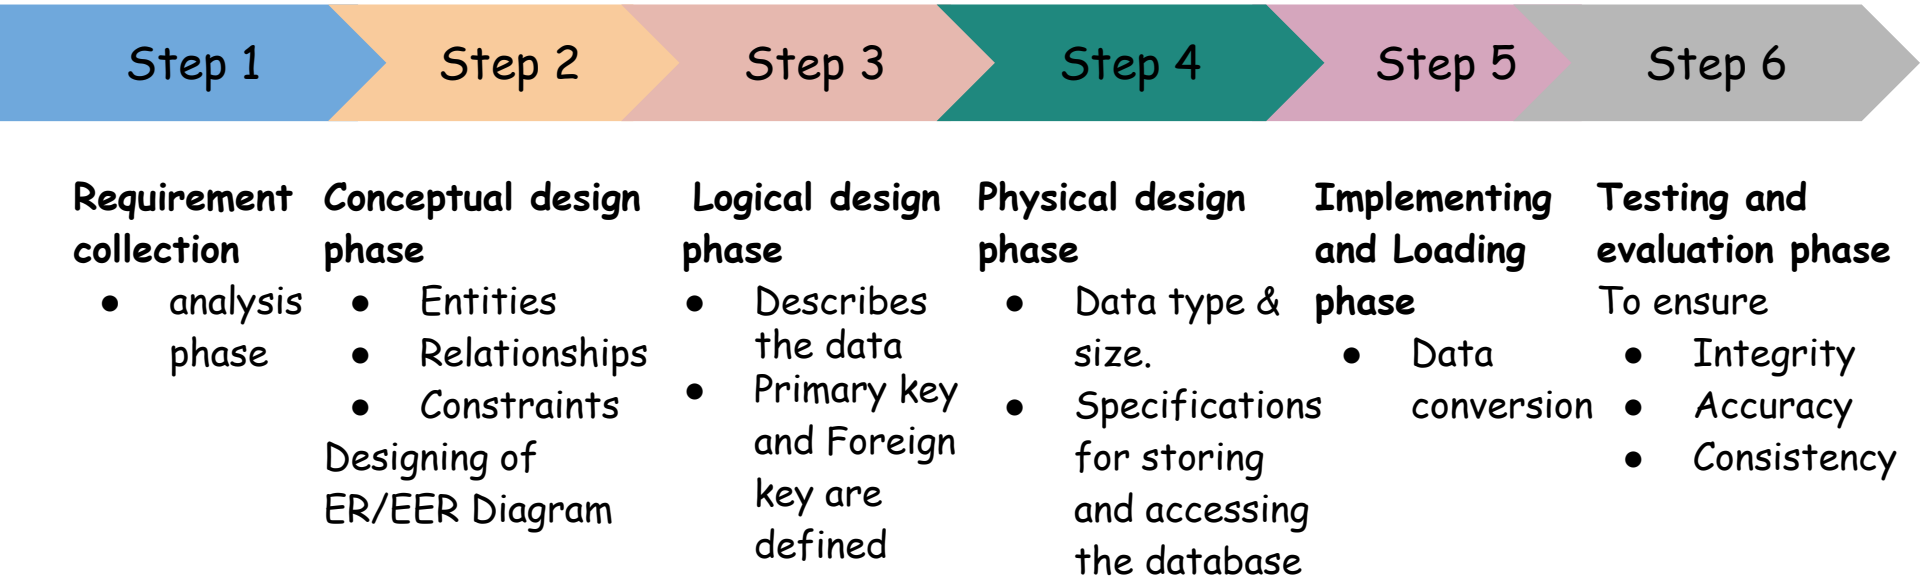 Step 1
Step 2
Step 3
Step 4
Step 5
Step 6
Requirement
collection
● analysis
phase
Conceptual design
phase
● Entities
● Relationships
● Constraints
Designing of
ER/EER Diagram
Logical design
phase
● Describes
the data
● Primary key
and Foreign
key are
defined
Physical design
phase
● Data type &
size.
● Specifications
for storing
and accessing
the database
Implementing
and Loading
phase
● Data
conversion
Testing and
evaluation phase
To ensure
● Integrity
● Accuracy
● Consistency